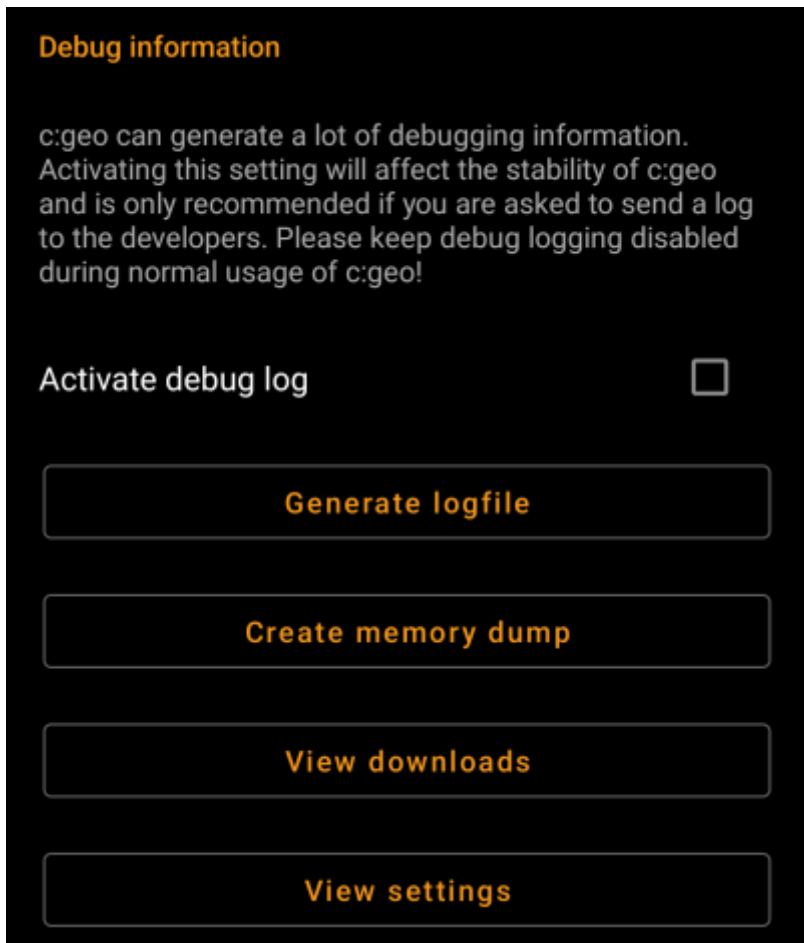 Debug information
c:geo can generate a lot of debugging information.
Activating this setting will affect the stability of c:geo
and is only recommended if you are asked to send a log
to the developers. Please keep debug logging disabled
during normal usage of c:geo!
Activate debug log
Generate logfile
Create memory dump
View downloads
View settings